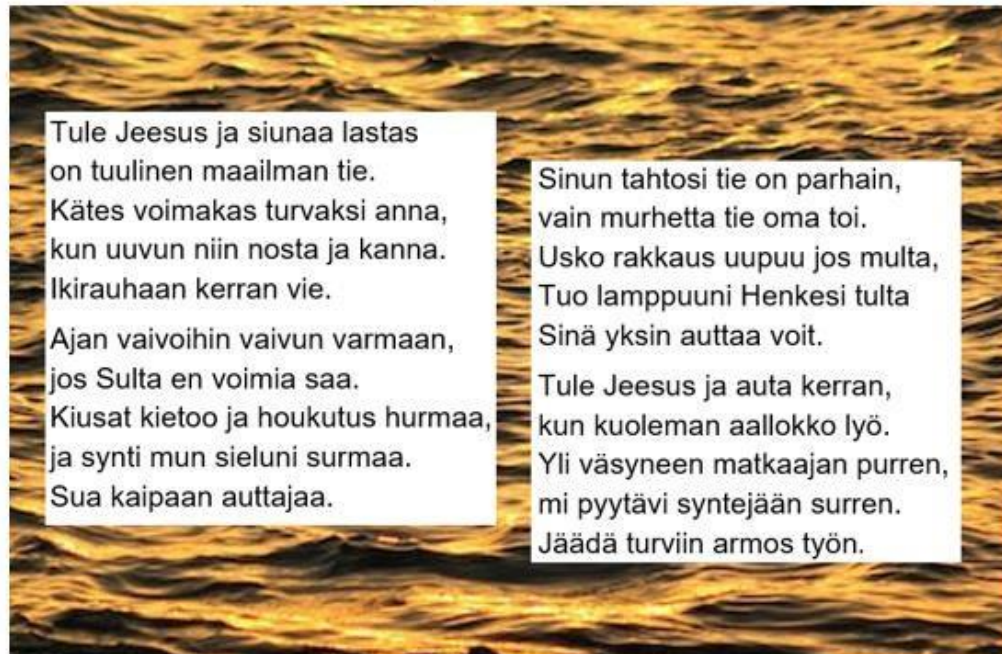 Tule Jeesus ja siunaa lastas
on tuulinen maailman tie.
Kätes voimakas turvaksi anna,
kun uuvun niin nosta ja kanna.
Ikirauhaan kerran vie.
Ajan vaivoihin vaivun varmaan,
jos Sulta en voimia saa.
Kiusat kietoo ja houkutus hurmaa,
ja synti mun sieluni surmaa.
Sua kaipaan auttajaa.
Sinun tahtosi tie on parhain,
vain murhetta tie oma toi.
Usko rakkaus uupuu jos multa,
Tuo lamppuuni Henkesi tulta
Sinä yksin auttaa voit.
Tule Jeesus ja auta kerran,
kun kuoleman aallokko lyö.
Yli väsyneen matkaajan purren,
mi pyytävi syntejään surren.
Jäädä turviin armos työn.